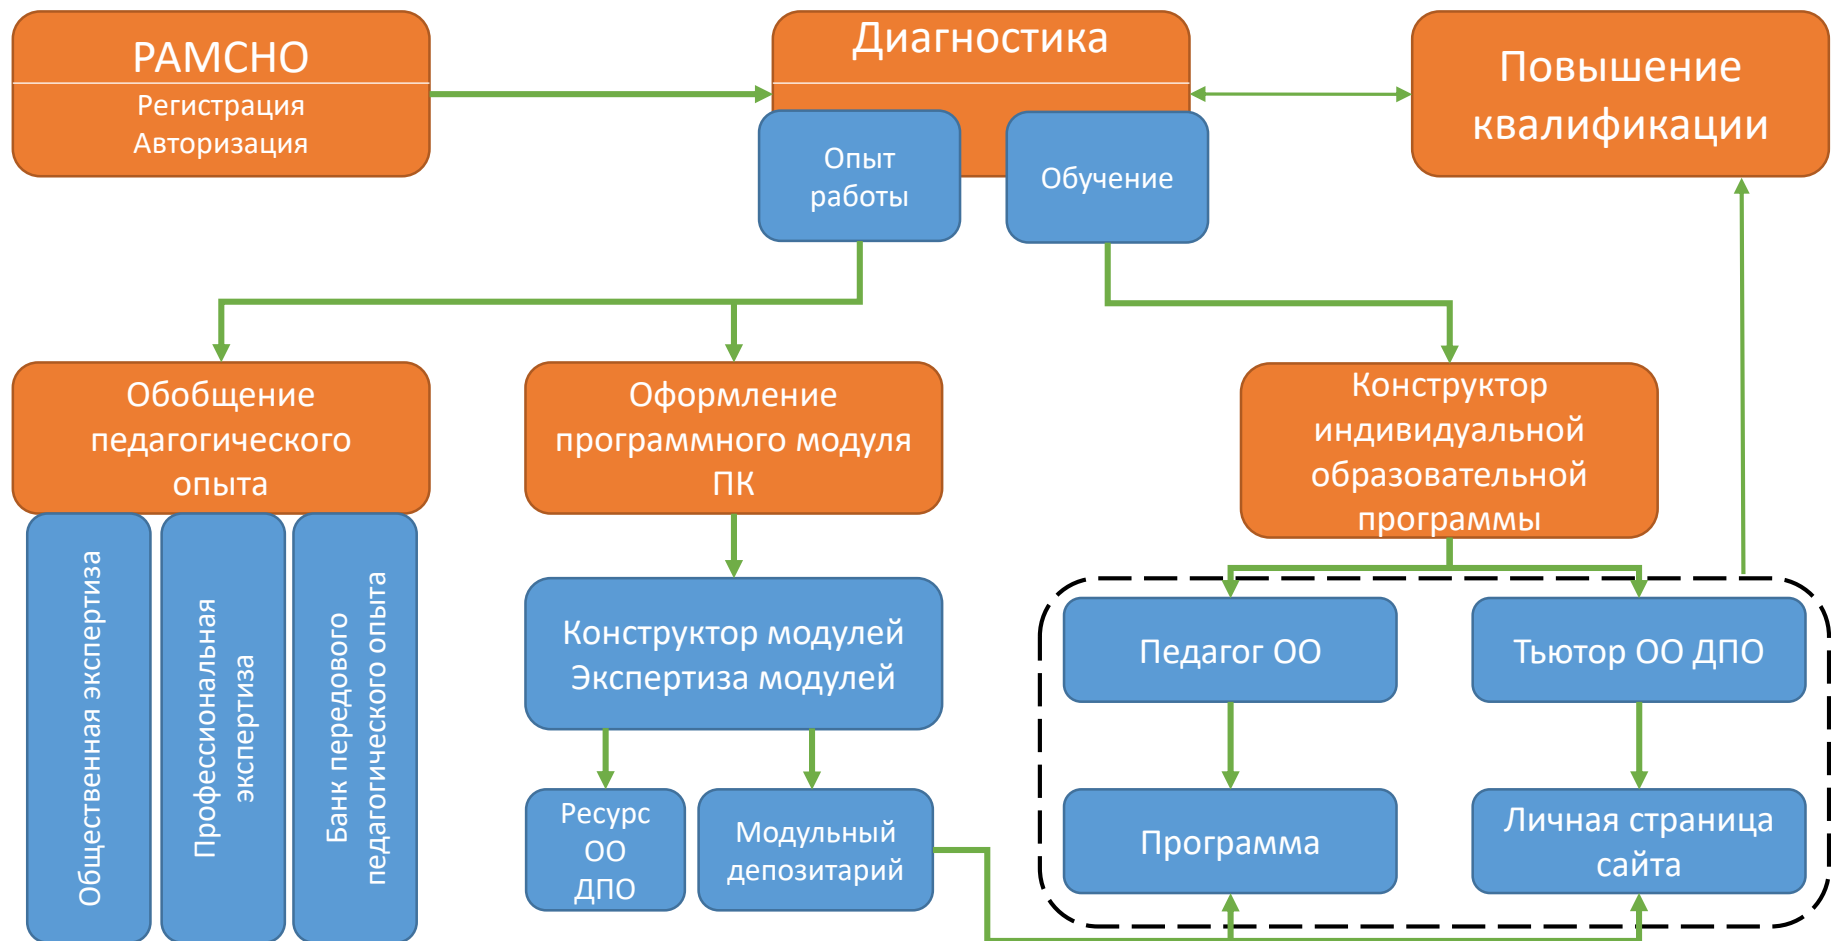 РАМСНО
Регистрация
Авторизация
Диагностика
Опыт
работы
Обучение
Повышение
квалификации
Обобщение
педагогического
опыта
Оформление
программного модуля
ПК
Конструктор
индивидуальной
образовательной
программы
Общественная экспертиза
Профессиональная
экспертиза
Банк передового
педагогического опыта
Конструктор модулей
Экспертиза модулей
Ресурс
ОО
ДПО
Модульный
депозитарий
Педагог ОО
Тьютор ОО ДПО
Программа
Личная страница
сайта